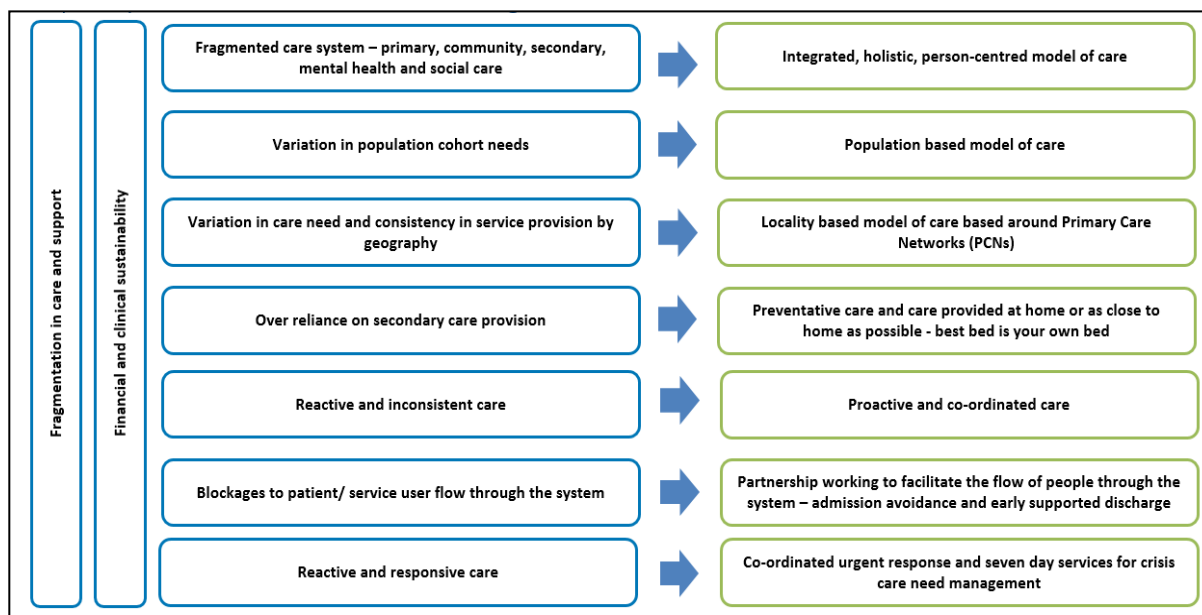 Fragmentation in care and support
Financial and clinical sustainability
Fragmented care system – primary, community, secondary,
mental health and social care
Integrated, holistic, person-centred model of care
Variation in population cohort needs
Population based model of care
Variation in care need and consistency in service provision by
geography
Locality based model of care based around Primary Care
Networks (PCNs)
Over reliance on secondary care provision
Preventative care and care provided at home or as close to
home as possible - best bed is your own bed
Reactive and inconsistent care
Proactive and co-ordinated care
Blockages to patient/ service user flow through the system
Partnership working to facilitate the flow of people through the
system – admission avoidance and early supported discharge
Reactive and responsive care
Co-ordinated urgent response and seven day services for crisis
care need management